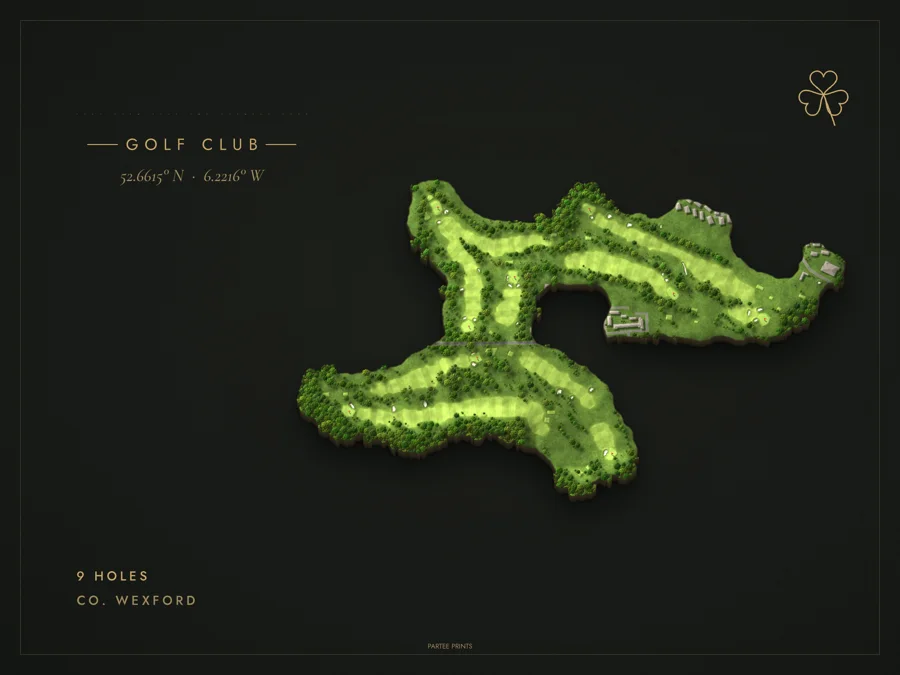 GOLF CLUB
52.6615° N · 6.2216° W
9 HOLES
CO. WEXFORD
PARTEE PRINTS